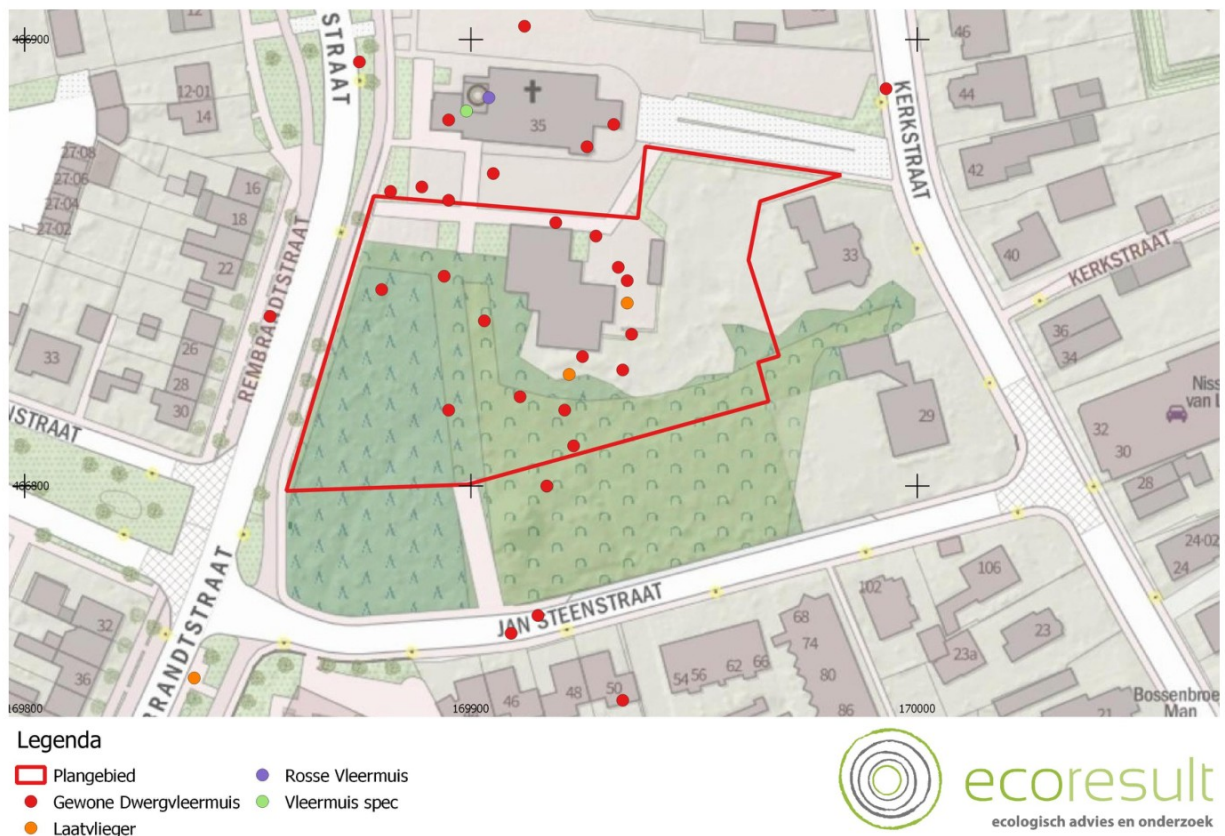 466900
STRAAT
12-01
14
27-08
27-06
27-04
27-02
16
18
22
REMBRANDTSTRAAT
26
28
30
33
35
KERKSTRAAT
46
44
42
40
KERKSTRAAT
33
36
34
29
32
30
28
24-02
24
NSTRAAT
466800
32
36
BRANDTSTRAAT
JAN STEENSTRAAT
46
48
50
54 56 62 66
68
74
80
86
102
106
23
23a
21
Nis
van L
Bossenbroe
Man
169800
169900
170000
Legenda
Plangebied
Gewone Dwergvleermuis
Laatvlieger
Rosse Vleermuis
Vleermuis spec
ecoresult
ecologisch advies en onderzoek